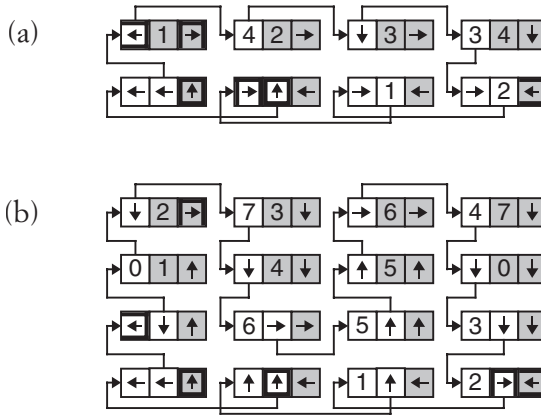 (a)
← 1 → 4 2 → ↓ 3 → 3 4 ↓
← ← ↑ → ↑ ← → 1 ← → 2 ←
(b)
↓ 2 → 7 3 ↓ → 6 → 4 7 ↓
0 1 ↑ ↓ 4 ↓ ↑ 5 ↑ ↓ 0 ↓
← ↓ ↑ 6 → → 5 ↑ ↑ 3 ↓ ↓
← ← ↑ ↑ ↑ ← 1 ↑ ← 2 → ←